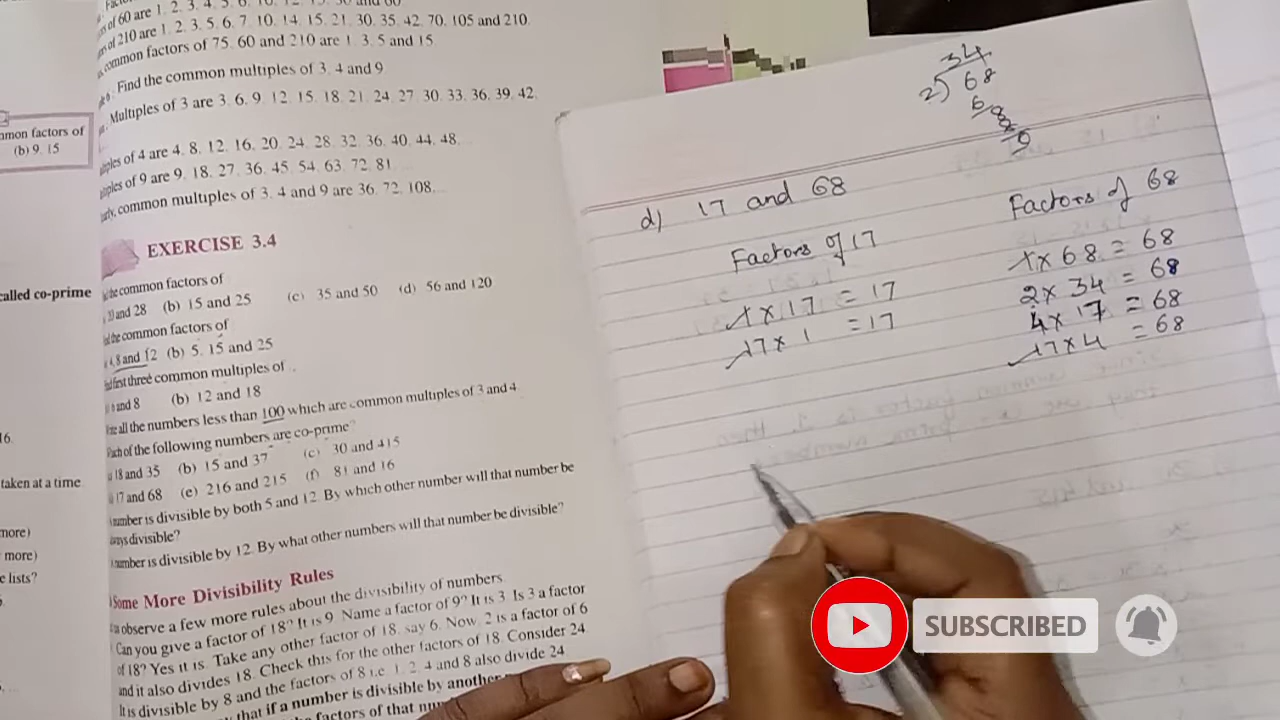 of 60 are 1. 2. 3. 4. 5. 6. 10. 12. 15. 30 and 60
of 210 are 1. 2. 3. 5. 6. 7. 10. 14. 15. 21. 30. 35. 42. 70. 105 and 210.
common factors of 75. 60 and 210 are 1. 3. 5 and 15
Find the common multiples of 3. 4 and 9
Multiples of 3 are 3. 6. 9. 12. 15. 18. 21. 24. 27. 30. 33. 36. 39. 42.
of 4 are 4. 8. 12. 16. 20. 24. 28. 32. 36. 40. 44. 48.
of 9 are 9. 18. 27. 36. 45. 54. 63. 72. 81.
common multiples of 3. 4 and 9 are 36. 72. 108.
factors of
(b) 9. 15
called co-prime
16.
taken at a time
more)
more)
lists?
EXERCISE 3.4
common factors of
and 28 (b) 15 and 25 (c) 35 and 50 (d) 56 and 120
the common factors of
4, 8 and 12 (b) 5. 15 and 25
first three common multiples of
and 8 (b) 12 and 18
all the numbers less than 100 which are common multiples of 3 and 4.
of the following numbers are co-prime?
18 and 35 (b) 15 and 37 (c) 30 and 415
17 and 68 (e) 216 and 215 (f) 81 and 16
number is divisible by both 5 and 12. By which other number will that number be
divisible?
number is divisible by 12. By what other numbers will that number be divisible?
Some More Divisibility Rules
observe a few more rules about the divisibility of numbers.
Can you give a factor of 18? It is 9. Name a factor of 9? It is 3. Is 3 a factor
of 18? Yes it is. Take any other factor of 18. say 6. Now, 2 is a factor of 6
and it also divides 18. Check this for the other factors of 18. Consider 24.
It is divisible by 8 and the factors of 8 i.e. 1. 2. 4 and 8 also divide 24.
that if a number is divisible by another
the factors of that
34
2) 68
6
8
8
0
d) 17 and 68
Factors of 17
1 x 17 = 17
17 x 1 = 17
Factors of 68
1 x 68 = 68
2 x 34 = 68
4 x 17 = 68
17 x 4 = 68
SUBSCRIBED